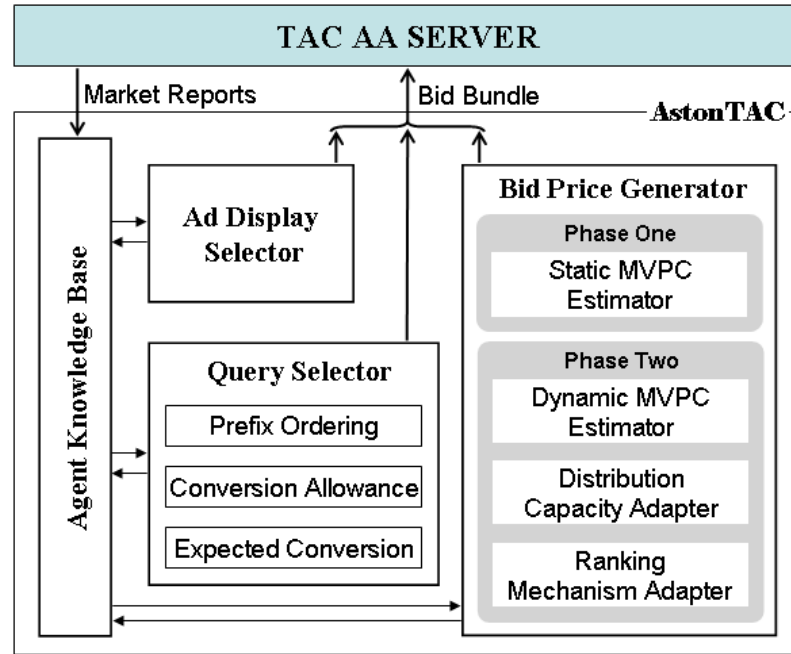 TAC AA SERVER
Market Reports
Bid Bundle
AstonTAC
Agent Knowledge Base
Ad Display
Selector
Query Selector
Prefix Ordering
Conversion Allowance
Expected Conversion
Bid Price Generator
Phase One
Static MVPC
Estimator
Phase Two
Dynamic MVPC
Estimator
Distribution
Capacity Adapter
Ranking
Mechanism Adapter